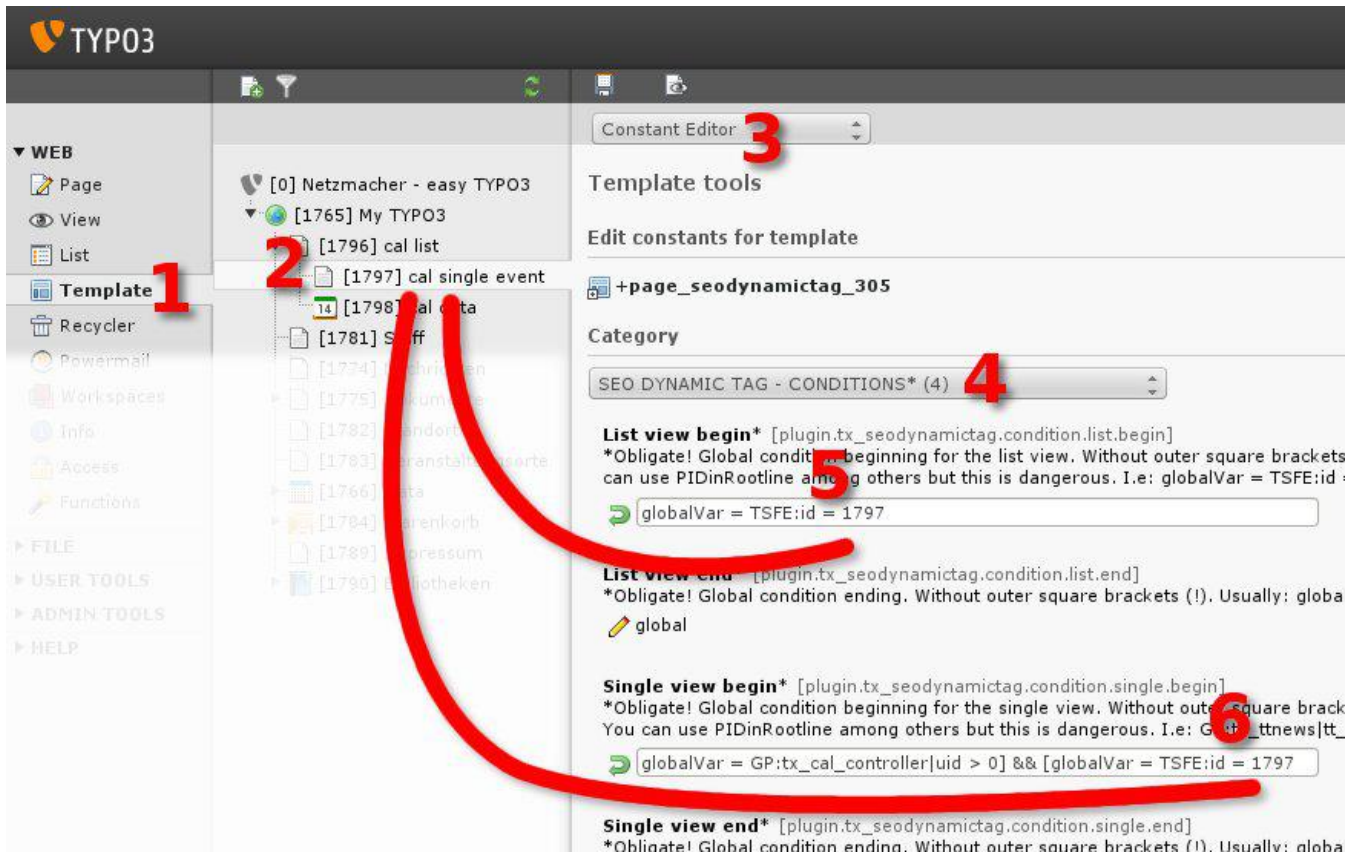 TYPO3
Constant Editor
3
▼ WEB
Page
View
List
Template
1
Recycler
Powermail
Workspaces
Info
Access
Functions
FILE
USER TOOLS
ADMIN TOOLS
HELP
[0] Netzmacher - easy TYPO3
[1765] My TYPO3
[1796] cal list
2
[1797] cal single event
14 [1798] cal data
[1781]
[1774]
[1775]
[1782]
[1783]
[1766]
[1784]
[1789]
[1790]
Template tools
Edit constants for template
+page_seodynamictag_305
Category
SEO DYNAMIC TAG - CONDITIONS* (4)
4
List view begin* [plugin.tx_seodynamictag.condition.list.begin]
*Obligate! Global condition beginning for the list view. Without outer square brackets
can use PIDinRootline among others but this is dangerous. I.e: globalVar = TSFE:id =
5
globalVar = TSFE:id = 1797
List view end* [plugin.tx_seodynamictag.condition.list.end]
*Obligate! Global condition ending. Without outer square brackets (!). Usually: globa
global
Single view begin* [plugin.tx_seodynamictag.condition.single.begin]
*Obligate! Global condition beginning for the single view. Without outer square brack
You can use PIDinRootline among others but this is dangerous. I.e: ttnews|tt_
6
globalVar = GP:tx_cal_controller|uid > 0] && [globalVar = TSFE:id = 1797
Single view end* [plugin.tx_seodynamictag.condition.single.end]
*Obligate! Global condition ending. Without outer square brackets (!). Usually: globa